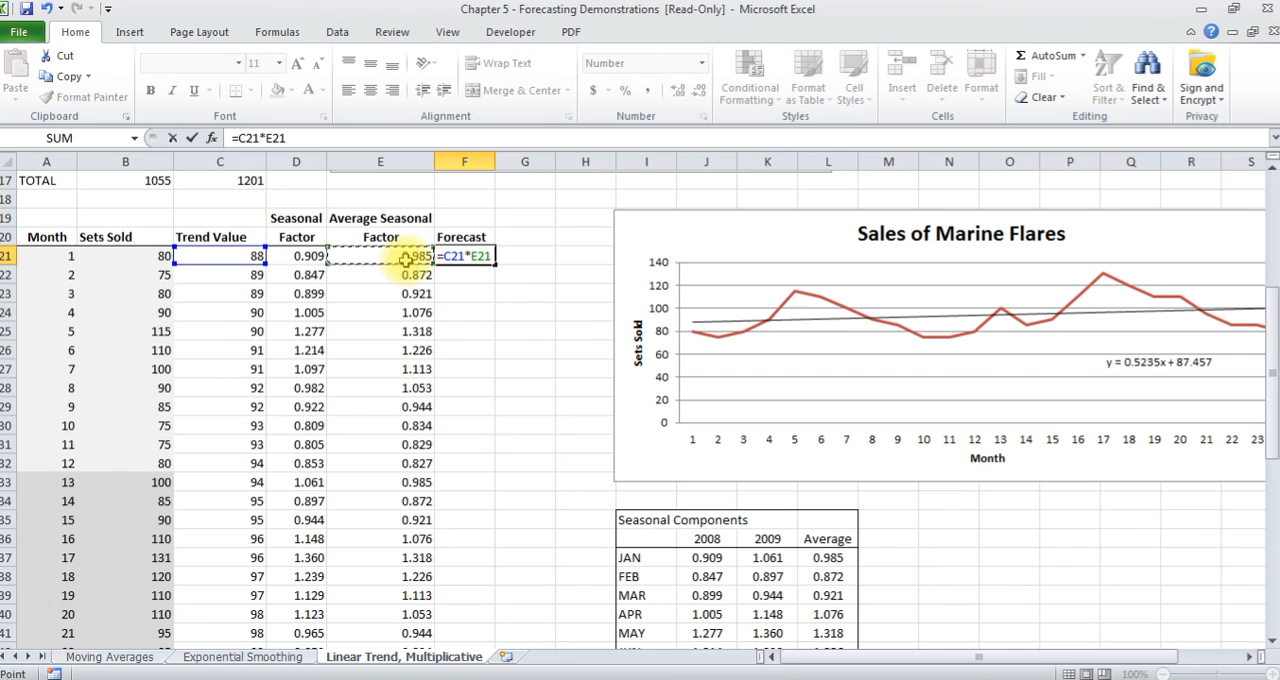 Chapter 5 - Forecasting Demonstrations [Read-Only] - Microsoft Excel
File Home Insert Page Layout Formulas Data Review View Developer PDF
Paste Cut Copy Format Painter
11 B I U
Wrap Text Merge & Center
Number $ % ,
Conditional Formatting Format as Table Cell Styles
Insert Delete Format
Σ AutoSum Fill Clear
Sort & Filter Find & Select
Sign and Encrypt
Clipboard Font Alignment Number Styles Cells Editing Privacy
SUM fx =C21*E21
A B C D E F G H I J K L M N O P Q R S
17 TOTAL 1055 1201
18
19 Seasonal Average Seasonal
20 Month Sets Sold Trend Value Factor Factor Forecast
21 1 80 88 0.909 0.985 =C21*E21
22 2 75 89 0.847 0.872
23 3 80 89 0.899 0.921
24 4 90 90 1.005 1.076
25 5 115 90 1.277 1.318
26 6 110 91 1.214 1.226
27 7 100 91 1.097 1.113
28 8 90 92 0.982 1.053
29 9 85 92 0.922 0.944
30 10 75 93 0.809 0.834
31 11 75 93 0.805 0.829
32 12 80 94 0.853 0.827
33 13 100 94 1.061 0.985
34 14 85 95 0.897 0.872
35 15 90 95 0.944 0.921
36 16 110 96 1.148 1.076
37 17 131 96 1.360 1.318
38 18 120 97 1.239 1.226
39 19 110 97 1.129 1.113
40 20 110 98 1.123 1.053
41 21 95 98 0.965 0.944
Sales of Marine Flares
140
120
100
80
60
40
20
0
Sets Sold
y = 0.5235x + 87.457
1 2 3 4 5 6 7 8 9 10 11 12 13 14 15 16 17 18 19 20 21 22 23
Month
Seasonal Components
2008 2009 Average
JAN 0.909 1.061 0.985
FEB 0.847 0.897 0.872
MAR 0.899 0.944 0.921
APR 1.005 1.148 1.076
MAY 1.277 1.360 1.318
Moving Averages Exponential Smoothing Linear Trend, Multiplicative
Point 100%